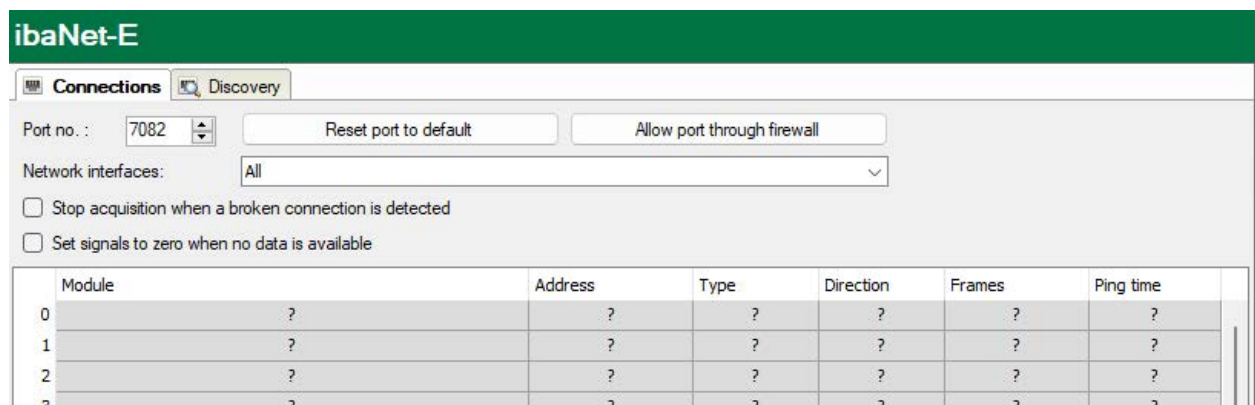 ibaNet-E
Connections Discovery
Port no. : 7082 Reset port to default Allow port through firewall
Network interfaces: All
Stop acquisition when a broken connection is detected
Set signals to zero when no data is available
Module Address Type Direction Frames Ping time
0 ? ? ? ? ? ?
1 ? ? ? ? ? ?
2 ? ? ? ? ? ?